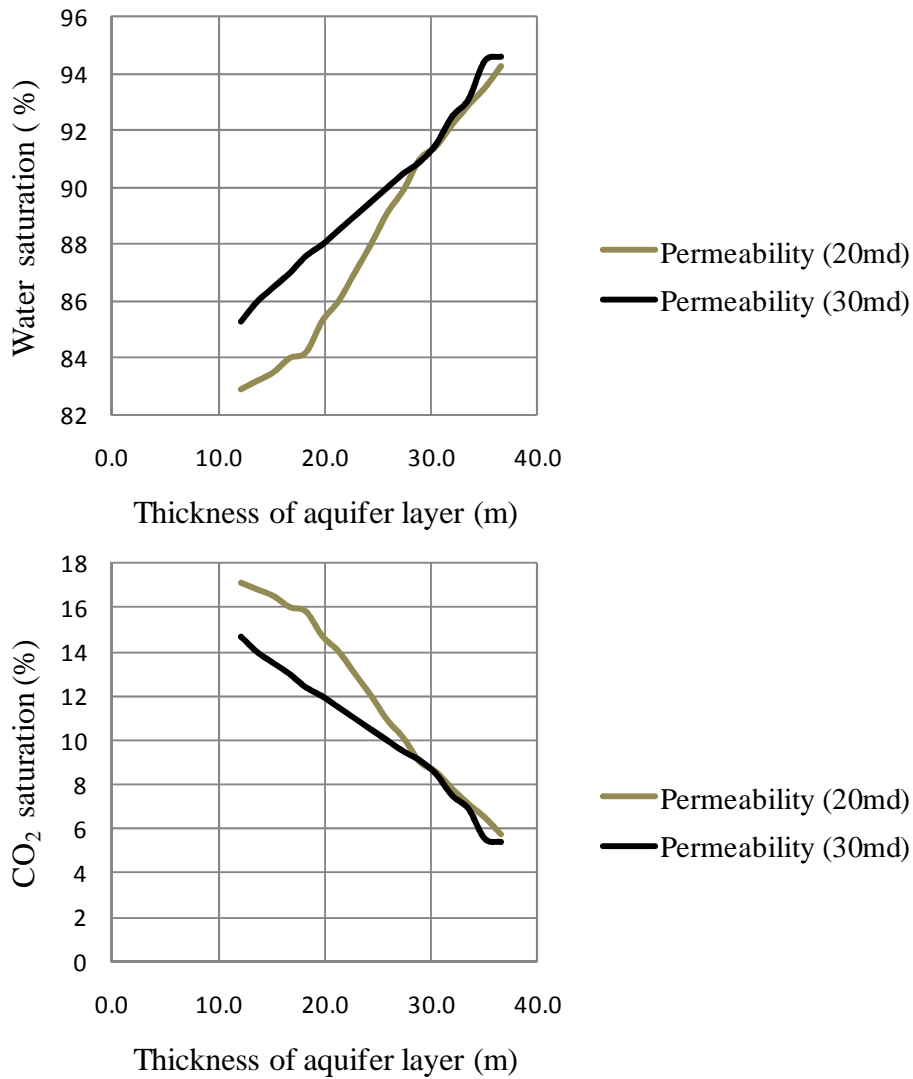 Water saturation ( %)
96
94
92
90
88
86
84
82
0.0 10.0 20.0 30.0 40.0
Thickness of aquifer layer (m)
Permeability (20md)
Permeability (30md)
CO₂ saturation (%)
18
16
14
12
10
8
6
4
2
0
0.0 10.0 20.0 30.0 40.0
Thickness of aquifer layer (m)
Permeability (20md)
Permeability (30md)